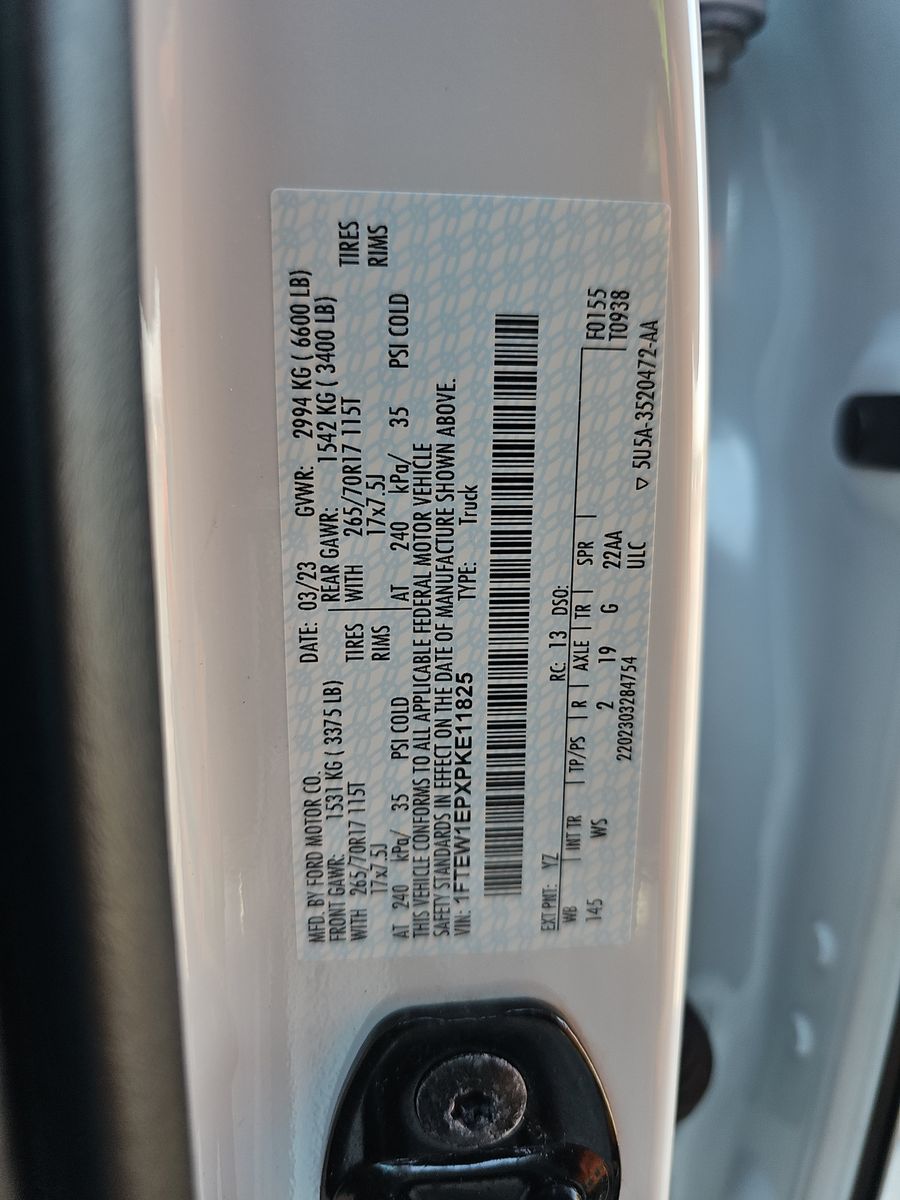 MFD. BY FORD MOTOR CO. DATE: 03/23 GVWR: 2994 KG ( 6600 LB)
FRONT GAWR: 1531 KG ( 3375 LB) REAR GAWR: 1542 KG ( 3400 LB)
WITH 265/70R17 115T TIRES WITH 265/70R17 115T TIRES
17x7.5J RIMS 17x7.5J RIMS
AT 240 kPa/ 35 PSI COLD AT 240 kPa/ 35 PSI COLD
THIS VEHICLE CONFORMS TO ALL APPLICABLE FEDERAL MOTOR VEHICLE
SAFETY STANDARDS IN EFFECT ON THE DATE OF MANUFACTURE SHOWN ABOVE.
VIN: 1FTEW1EPXPKE11825 TYPE: Truck
EXT PNT: YZ RC: 13 DSO:
WB INT TR TP/PS R AXLE TR SPR F0155
145 WS 2 19 G 22AA T0938
2202303284754 ULC
▽ 5U5A-3520472-AA